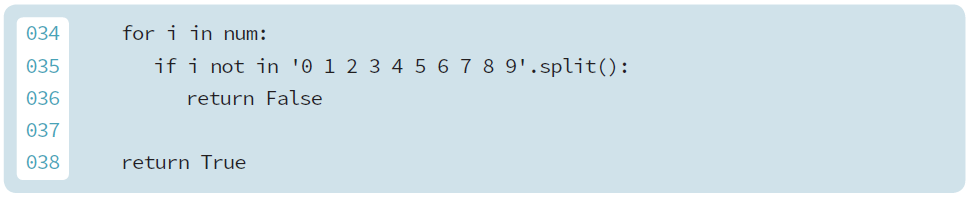 034 for i in num:
035 if i not in '0 1 2 3 4 5 6 7 8 9'.split():
036 return False
037
038 return True